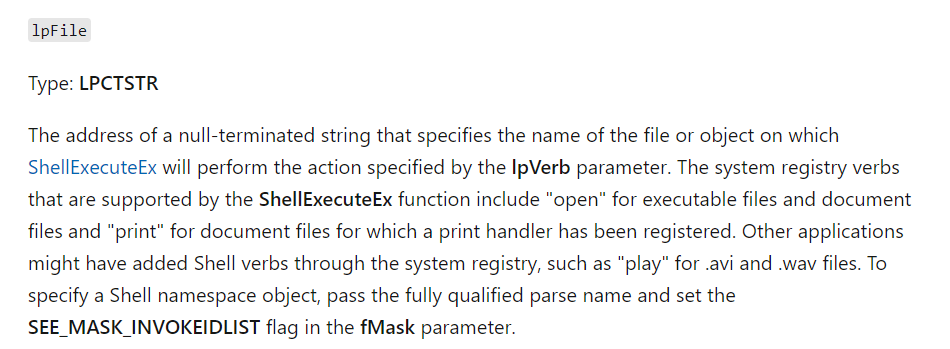 lpFile
Type: LPCTSTR
The address of a null-terminated string that specifies the name of the file or object on which
ShellExecuteEx will perform the action specified by the lpVerb parameter. The system registry verbs
that are supported by the ShellExecuteEx function include "open" for executable files and document
files and "print" for document files for which a print handler has been registered. Other applications
might have added Shell verbs through the system registry, such as "play" for .avi and .wav files. To
specify a Shell namespace object, pass the fully qualified parse name and set the
SEE_MASK_INVOKEIDLIST flag in the fMask parameter.